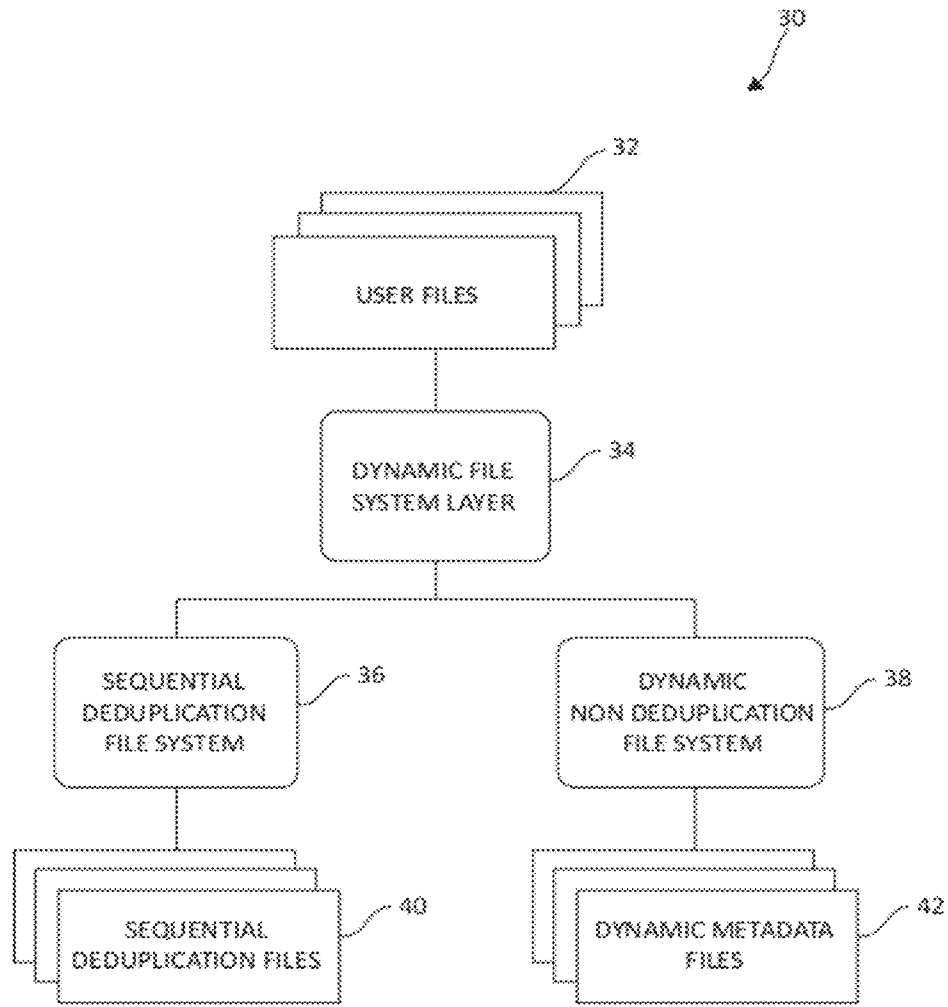 30
32
USER FILES
DYNAMIC FILE
SYSTEM LAYER
34
SEQUENTIAL
DEDUPLICATION
FILE SYSTEM
36
DYNAMIC
NON DEDUPLICATION
FILE SYSTEM
38
SEQUENTIAL
DEDUPLICATION FILES
40
DYNAMIC METADATA
FILES
42